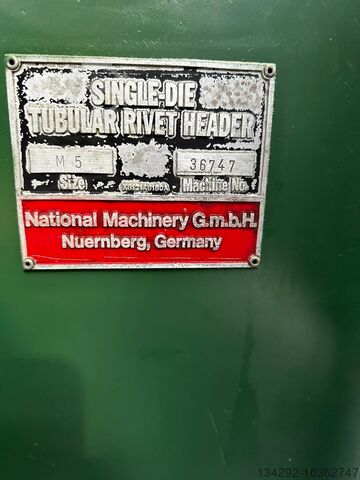 SINGLE-DIE
TUBULAR RIVET HEADER
M 5
36747
Size
Machine No.
National Machinery G.m.b.H.
Nuernberg, Germany
134292-16362747